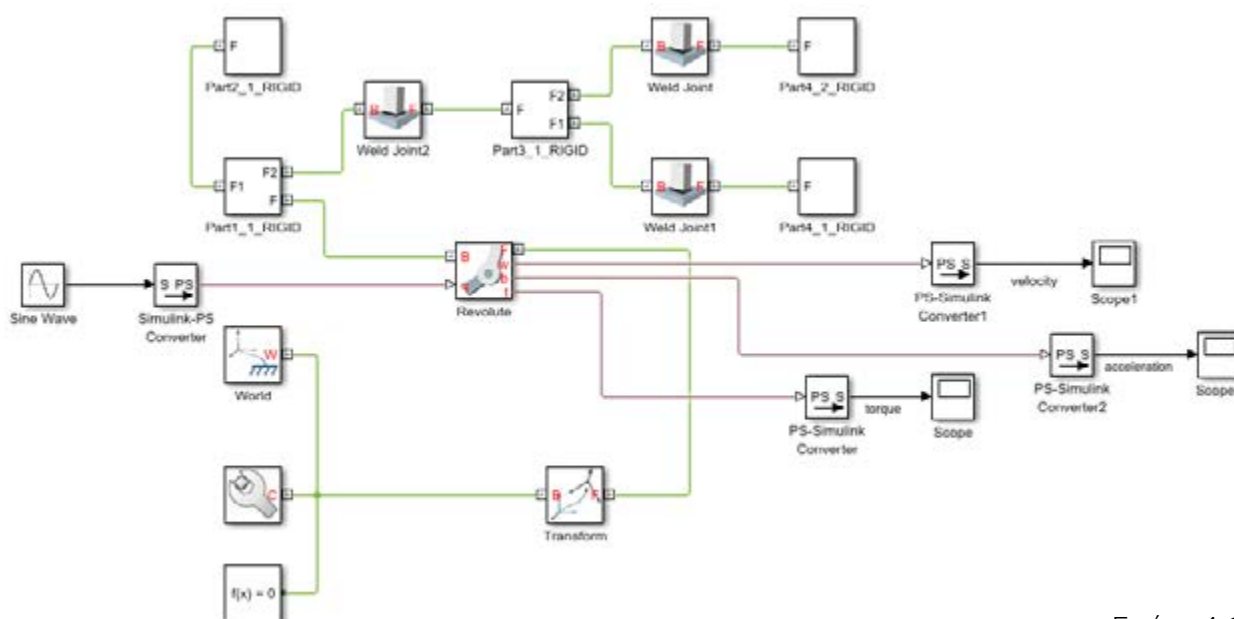 F
Part2_1_RIGID
B F
Weld Joint
F
Part4_2_RIGID
B F
Weld Joint2
F F2 F1
Part3_1_RIGID
F1 F2 F
Part1_1_RIGID
B F
Weld Joint1
F
Part4_1_RIGID
Sine Wave
S PS
Simulink-PS
Converter
B q F w b t
Revolute
PS S
PS-Simulink
Converter1
velocity
Scope1
W
World
PS S
PS-Simulink
Converter2
acceleration
Scope
PS S
PS-Simulink
Converter
torque
Scope
C
B F
Transform
f(x) = 0